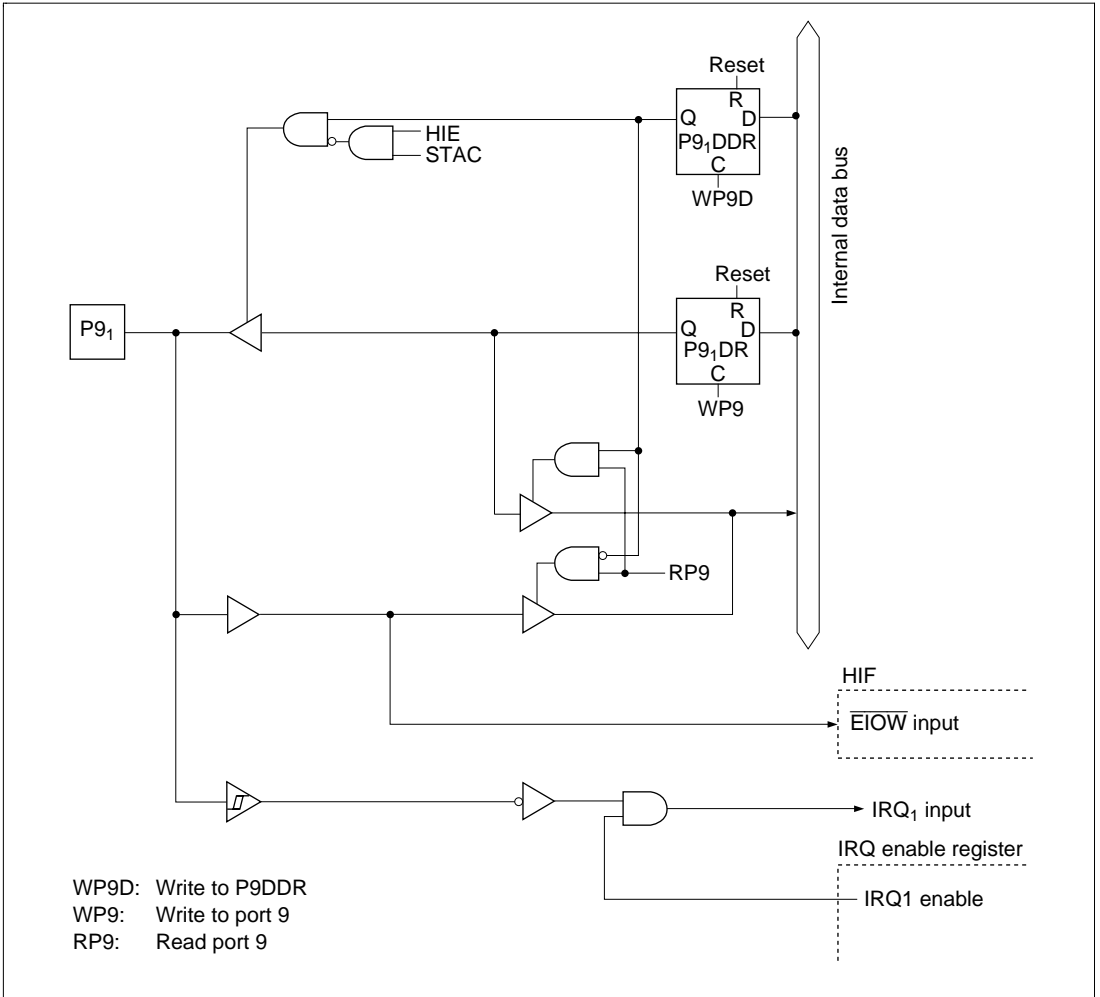 Reset
R
Q D
P9₁DDR
C
WP9D
HIE
STAC
Internal data bus
Reset
R
Q D
P9₁DR
C
WP9
P9₁
RP9
HIF
E̅I̅O̅W̅ input
IRQ₁ input
IRQ enable register
IRQ1 enable
WP9D: Write to P9DDR
WP9: Write to port 9
RP9: Read port 9